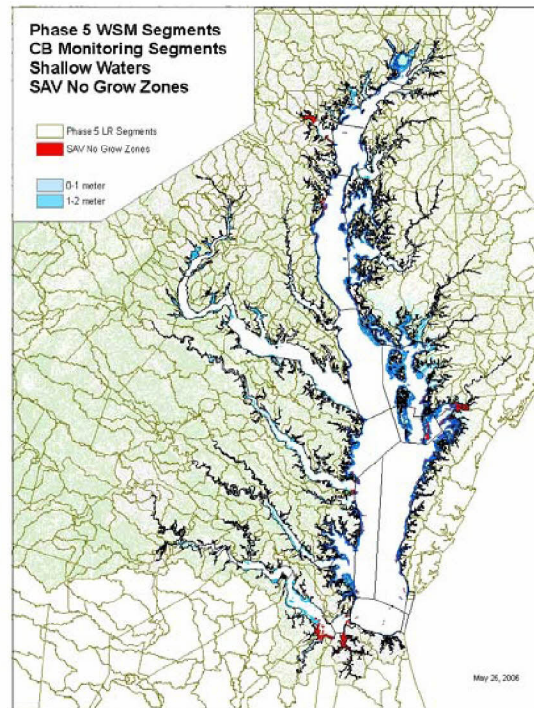 Phase 5 WSM Segments
CB Monitoring Segments
Shallow Waters
SAV No Grow Zones
Phase 5 LR Segments
SAV No Grow Zones
0-1 meter
1-2 meter
May 26, 2006